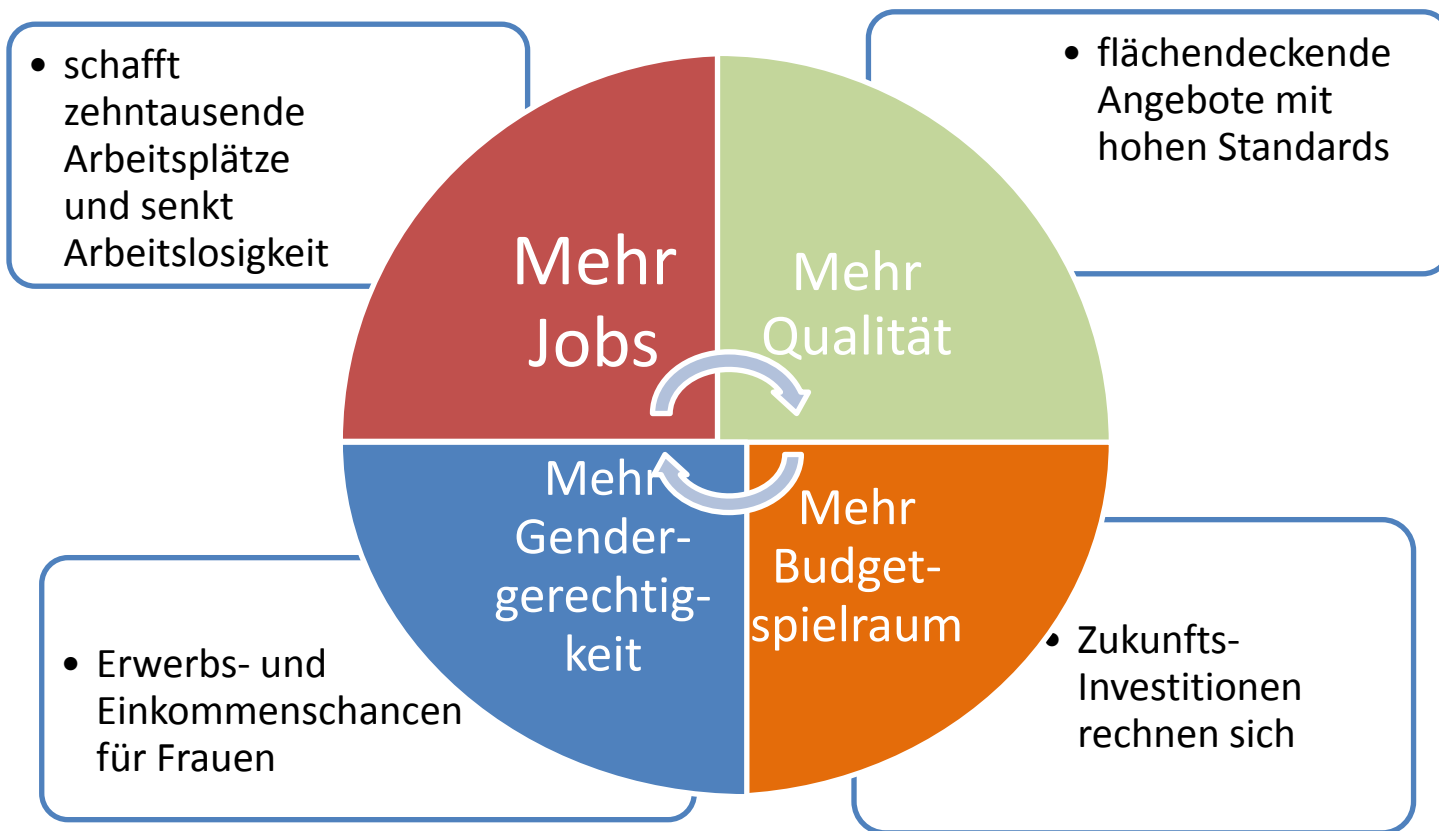 • schafft
zehntausende
Arbeitsplätze
und senkt
Arbeitslosigkeit
• flächendeckende
Angebote mit
hohen Standards
Mehr
Jobs
Mehr
Qualität
Mehr
Gender-
gerechtig-
keit
Mehr
Budget-
spielraum
• Erwerbs- und
Einkommenschancen
für Frauen
• Zukunfts-
Investitionen
rechnen sich